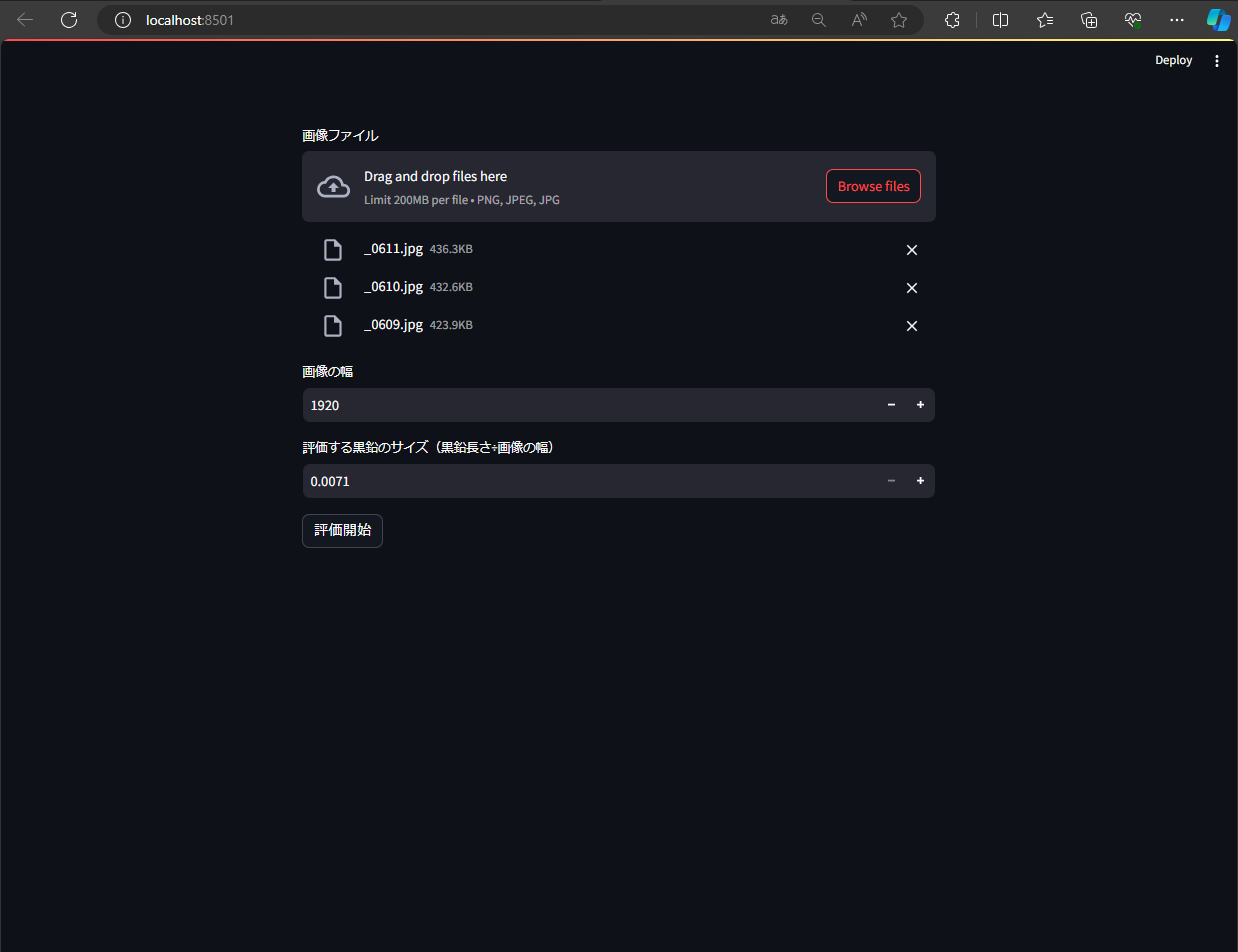 localhost:8501
aあ
A
Deploy
画像ファイル
Drag and drop files here
Limit 200MB per file • PNG, JPEG, JPG
Browse files
_0611.jpg 436.3KB
_0610.jpg 432.6KB
_0609.jpg 423.9KB
画像の幅
1920
評価する黒鉛のサイズ（黒鉛長さ÷画像の幅）
0.0071
評価開始